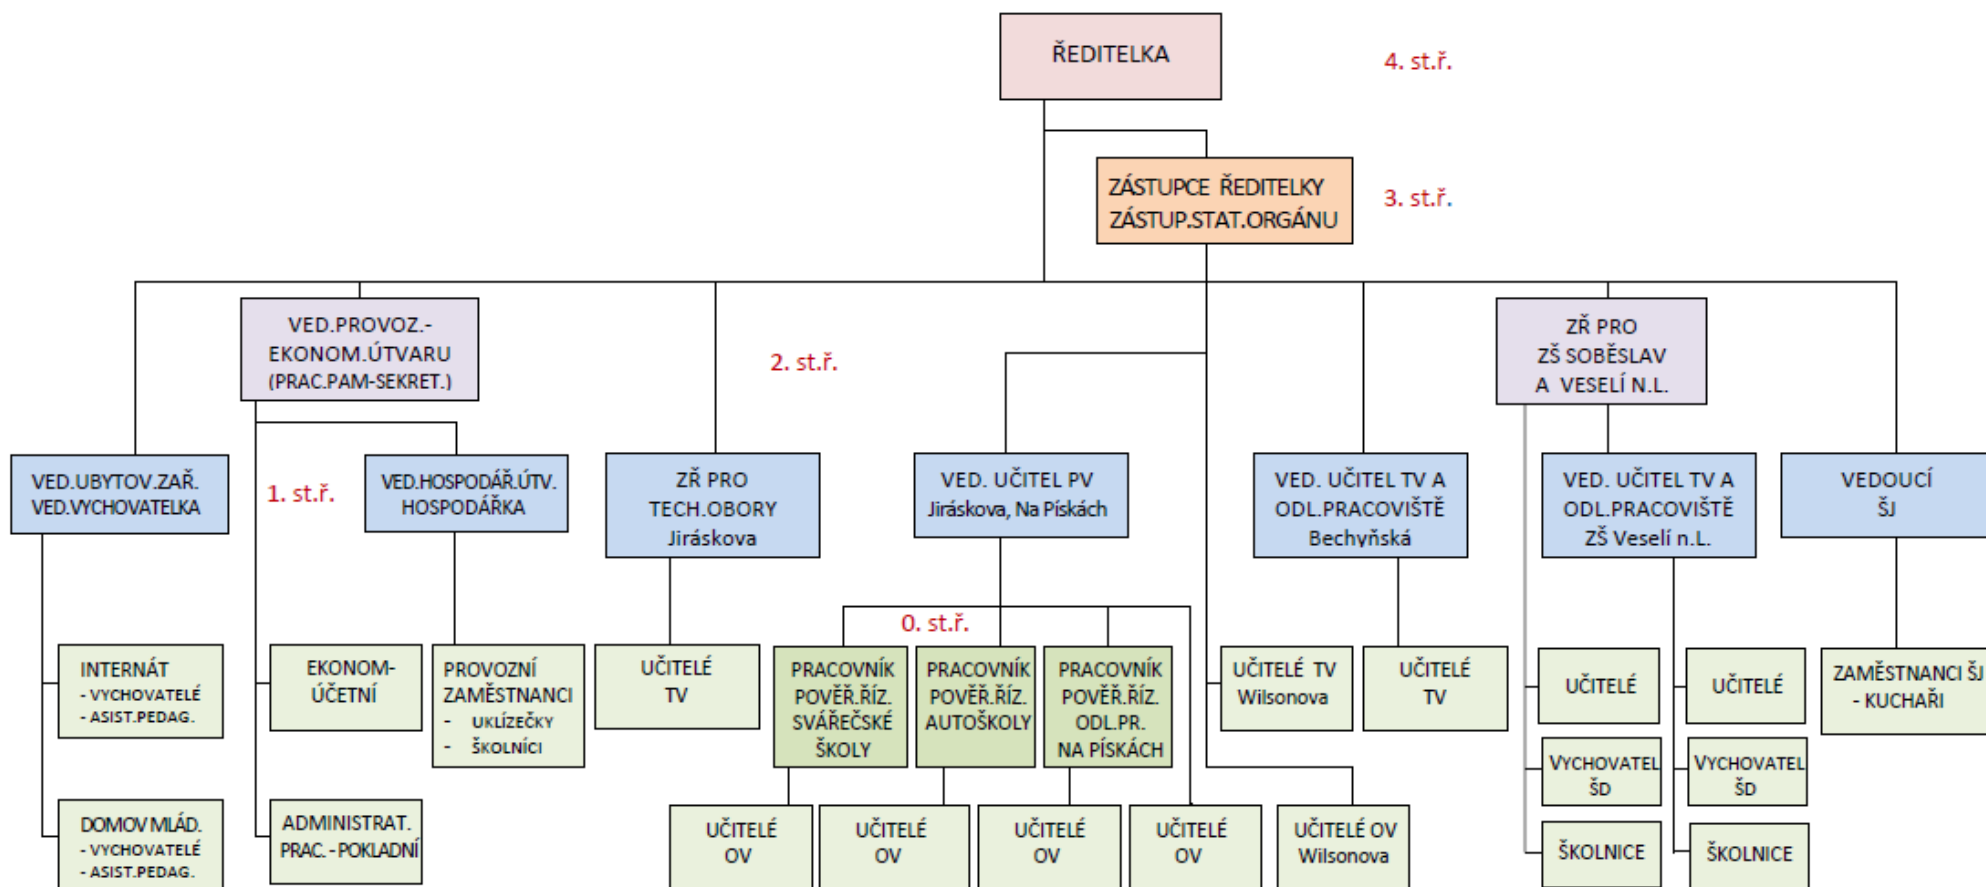 ŘEDITELKA
4. st.ř.
ZÁSTUPCE ŘEDITELKY
ZÁSTUP.STAT.ORGÁNU
3. st.ř.
VED.PROVOZ.-
EKONOM.ÚTVARU
(PRAC.PAM-SEKRET.)
2. st.ř.
ZŘ PRO
ZŠ SOBĚSLAV
A VESELÍ N.L.
VED.UBYTOV.ZAŘ.
VED.VYCHOVATELKA
1. st.ř.
VED.HOSPODÁŘ.ÚTV.
HOSPODÁŘKA
ZŘ PRO
TECH.OBORY
Jiráskova
VED. UČITEL PV
Jiráskova, Na Pískách
VED. UČITEL TV A
ODL.PRACOVIŠTĚ
Bechyňská
VED. UČITEL TV A
ODL.PRACOVIŠTĚ
ZŠ Veselí n.L.
VEDOUCÍ
ŠJ
0. st.ř.
INTERNÁT
- VYCHOVATELÉ
- ASIST.PEDAG.
EKONOM-
ÚČETNÍ
PROVOZNÍ
ZAMĚSTNANCI
- UKLÍZEČKY
- ŠKOLNÍCI
UČITELÉ
TV
PRACOVNÍK
POVĚŘ.ŘÍZ.
SVÁŘEČSKÉ
ŠKOLY
PRACOVNÍK
POVĚŘ.ŘÍZ.
AUTOŠKOLY
PRACOVNÍK
POVĚŘ.ŘÍZ.
ODL.PR.
NA PÍSKÁCH
UČITELÉ TV
Wilsonova
UČITELÉ
TV
UČITELÉ
UČITELÉ
ZAMĚSTNANCI ŠJ
- KUCHAŘI
VYCHOVATEL
ŠD
VYCHOVATEL
ŠD
DOMOV MLÁD.
- VYCHOVATELÉ
- ASIST.PEDAG.
ADMINISTRAT.
PRAC. - POKLADNÍ
UČITELÉ
OV
UČITELÉ
OV
UČITELÉ
OV
UČITELÉ
OV
UČITELÉ OV
Wilsonova
ŠKOLNICE
ŠKOLNICE